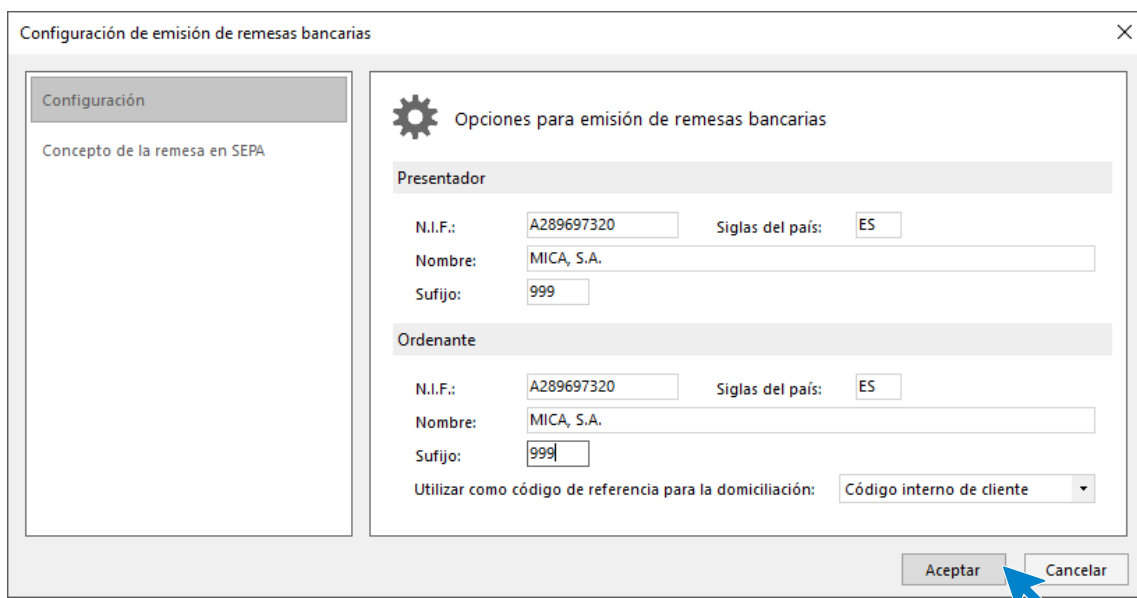 Configuración de emisión de remesas bancarias
Configuración
Concepto de la remesa en SEPA
Opciones para emisión de remesas bancarias
Presentador
N.I.F.: A289697320 Siglas del país: ES
Nombre: MICA, S.A.
Sufijo: 999
Ordenante
N.I.F.: A289697320 Siglas del país: ES
Nombre: MICA, S.A.
Sufijo: 999
Utilizar como código de referencia para la domiciliación: Código interno de cliente
Aceptar Cancelar